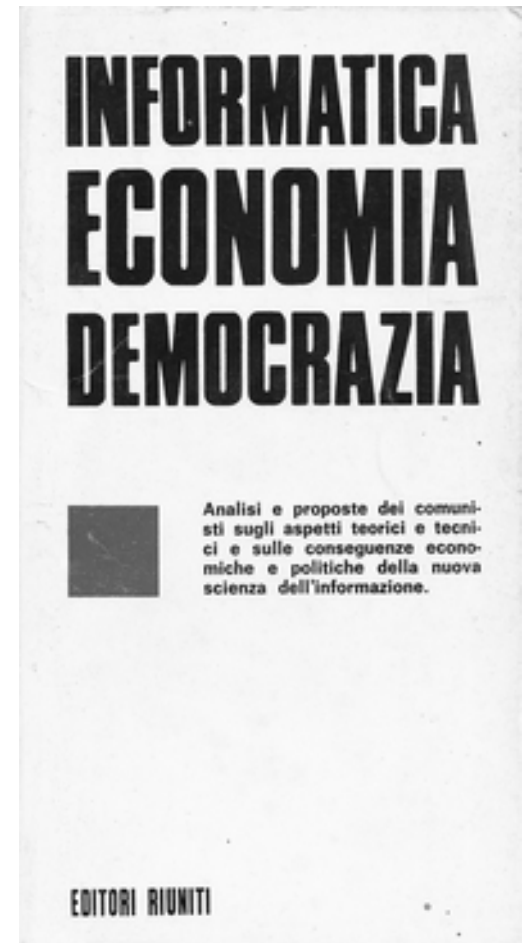 INFORMATICA
ECONOMIA
DEMOCRAZIA
Analisi e proposte dei comuni-
sti sugli aspetti teorici e tecni-
ci e sulle conseguenze econo-
miche e politiche della nuova
scienza dell'informazione.
EDITORI RIUNITI